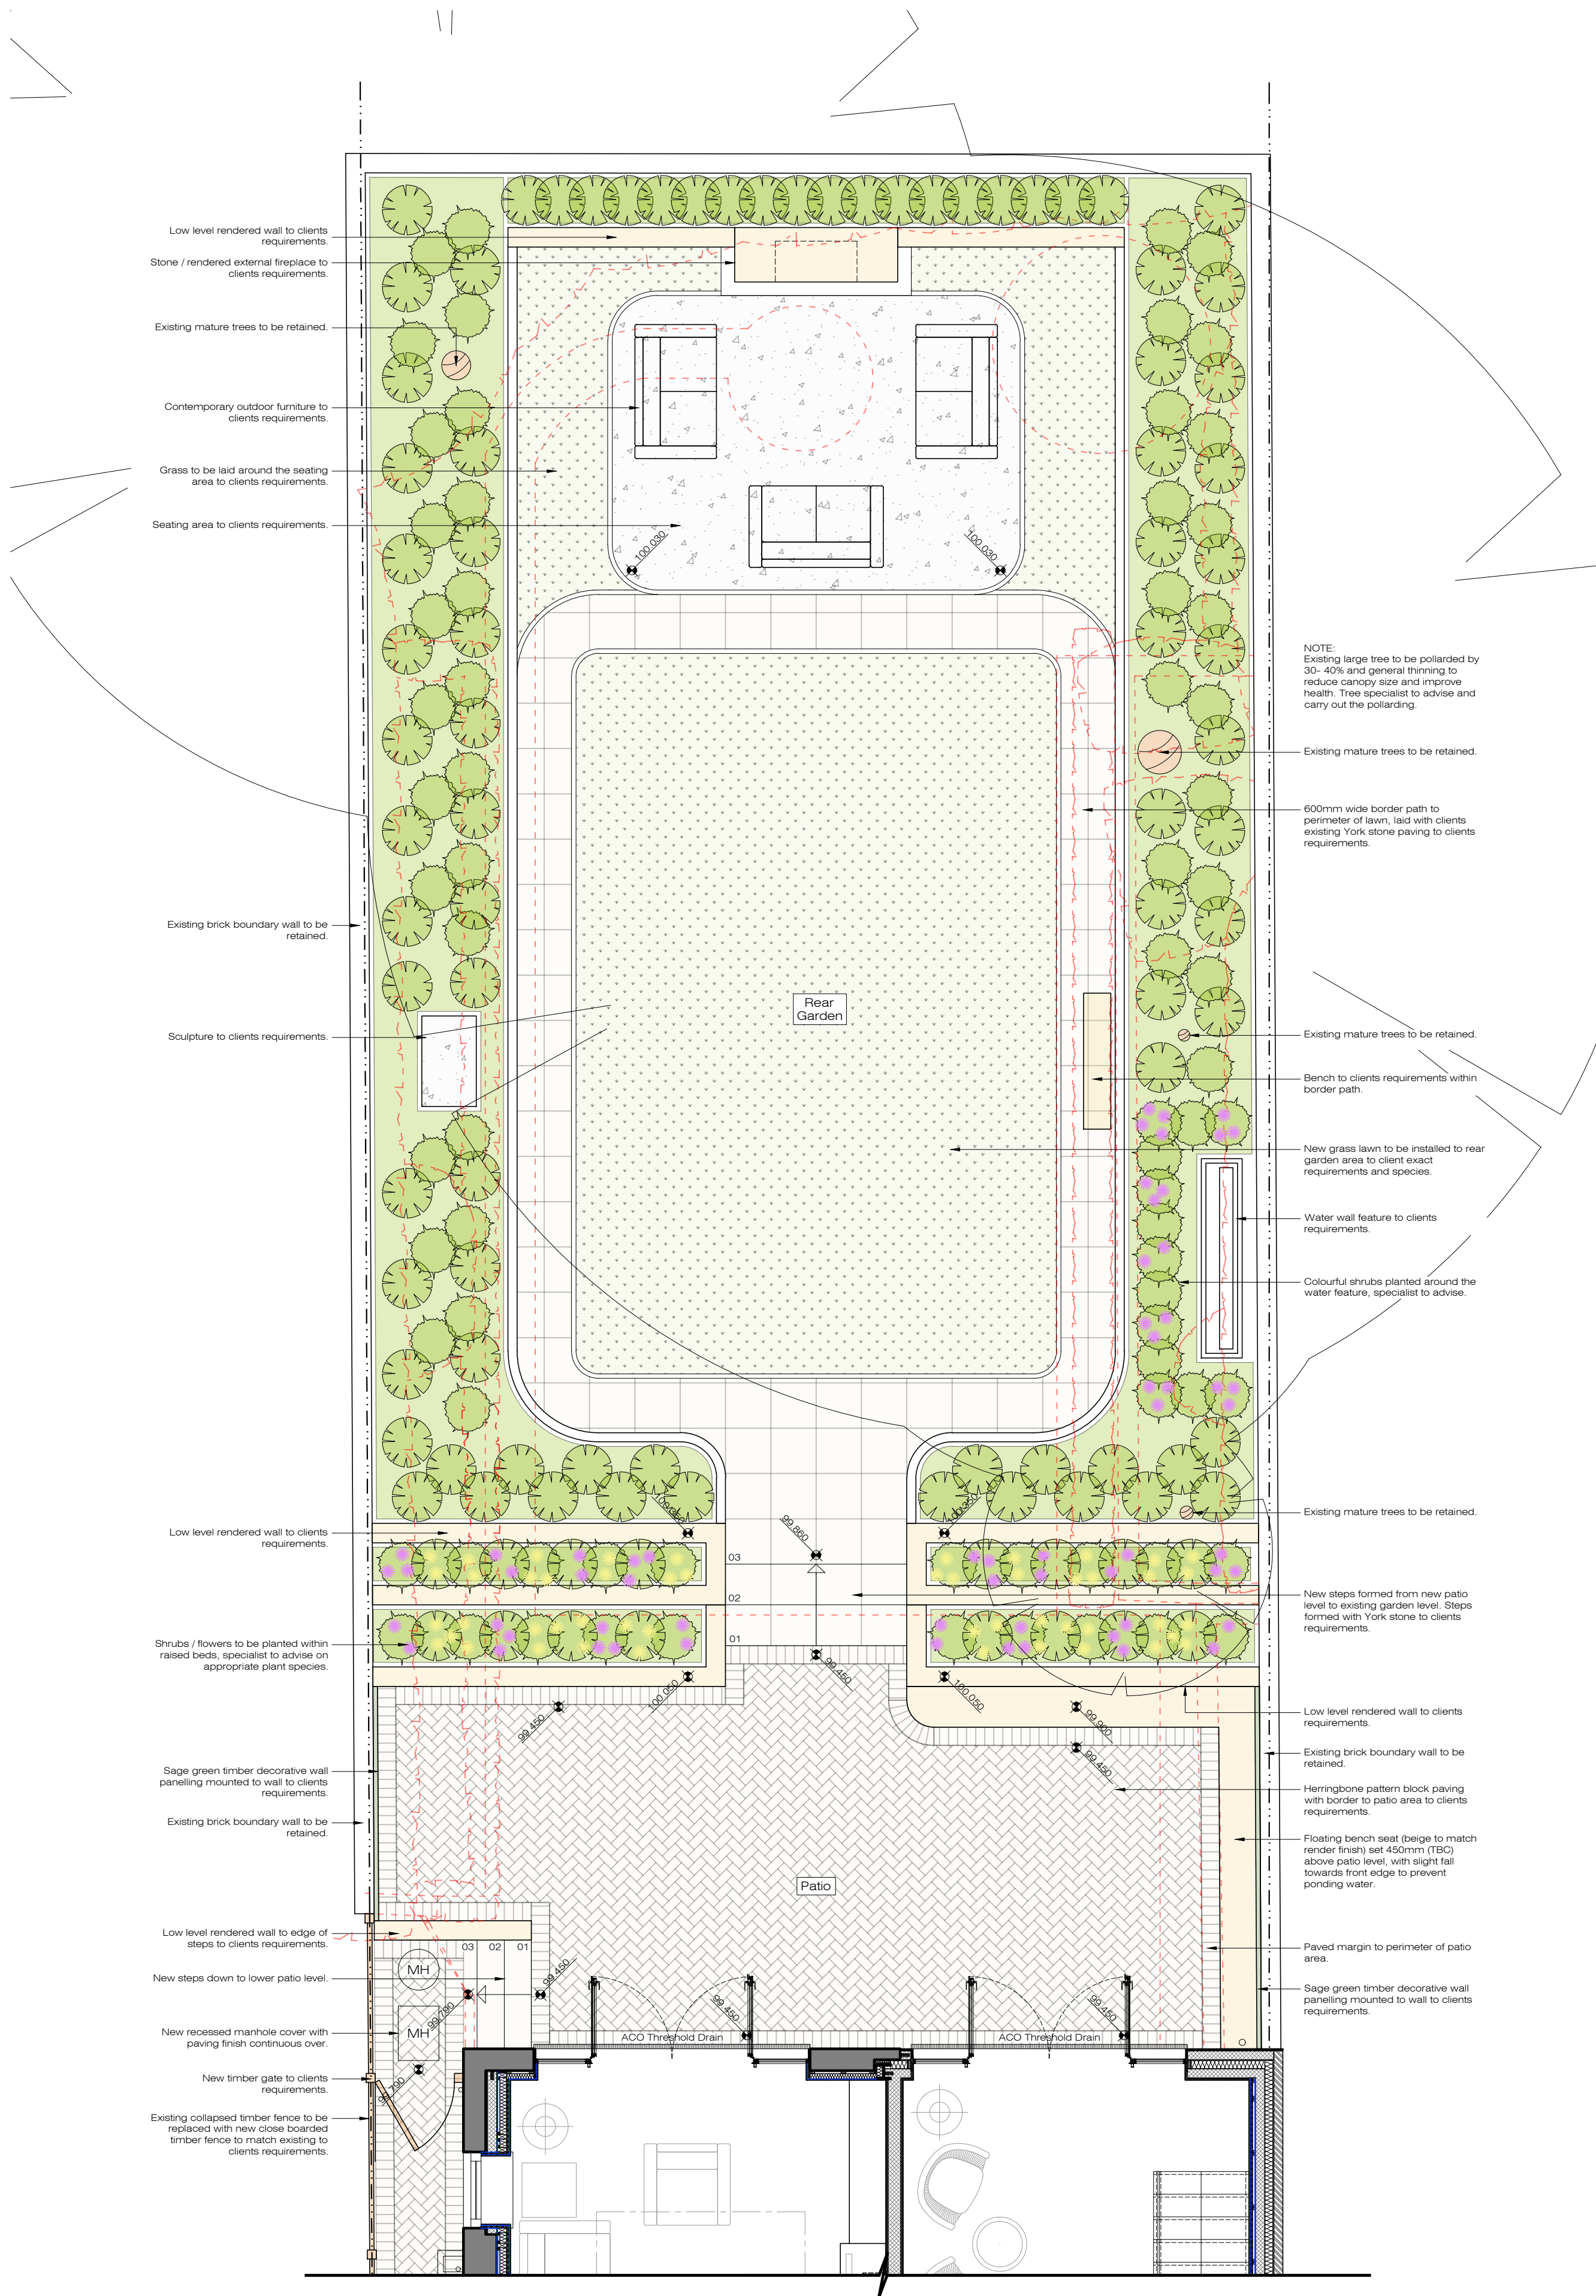 Low level rendered wall to clients
requirements.
Stone / rendered external fireplace to
clients requirements.
Existing mature trees to be retained.
Contemporary outdoor furniture to
clients requirements.
Grass to be laid around the seating
area to clients requirements.
Seating area to clients requirements.
100.030
100.030
NOTE:
Existing large tree to be pollarded by
30- 40% and general thinning to
reduce canopy size and improve
health. Tree specialist to advise and
carry out the pollarding.
Existing mature trees to be retained.
600mm wide border path to
perimeter of lawn, laid with clients
existing York stone paving to clients
requirements.
Existing brick boundary wall to be
retained.
Rear
Garden
Sculpture to clients requirements.
Existing mature trees to be retained.
Bench to clients requirements within
border path.
New grass lawn to be installed to rear
garden area to client exact
requirements and species.
Water wall feature to clients
requirements.
Colourful shrubs planted around the
water feature, specialist to advise.
Existing mature trees to be retained.
Low level rendered wall to clients
requirements.
99.860
03
02
01
New steps formed from new patio
level to existing garden level. Steps
formed with York stone to clients
requirements.
Shrubs / flowers to be planted within
raised beds, specialist to advise on
appropriate plant species.
99.450
100.050
100.050
99.450
99.900
99.450
Low level rendered wall to clients
requirements.
Existing brick boundary wall to be
retained.
Sage green timber decorative wall
panelling mounted to wall to clients
requirements.
Herringbone pattern block paving
with border to patio area to clients
requirements.
Existing brick boundary wall to be
retained.
Floating bench seat (beige to match
render finish) set 450mm (TBC)
above patio level, with slight fall
towards front edge to prevent
ponding water.
Patio
Low level rendered wall to edge of
steps to clients requirements.
03
02
01
MH
99.450
Paved margin to perimeter of patio
area.
New steps down to lower patio level.
99.790
99.450
99.450
Sage green timber decorative wall
panelling mounted to wall to clients
requirements.
New recessed manhole cover with
paving finish continuous over.
MH
ACO Threshold Drain
ACO Threshold Drain
99.790
New timber gate to clients
requirements.
Existing collapsed timber fence to be
replaced with new close boarded
timber fence to match existing to
clients requirements.